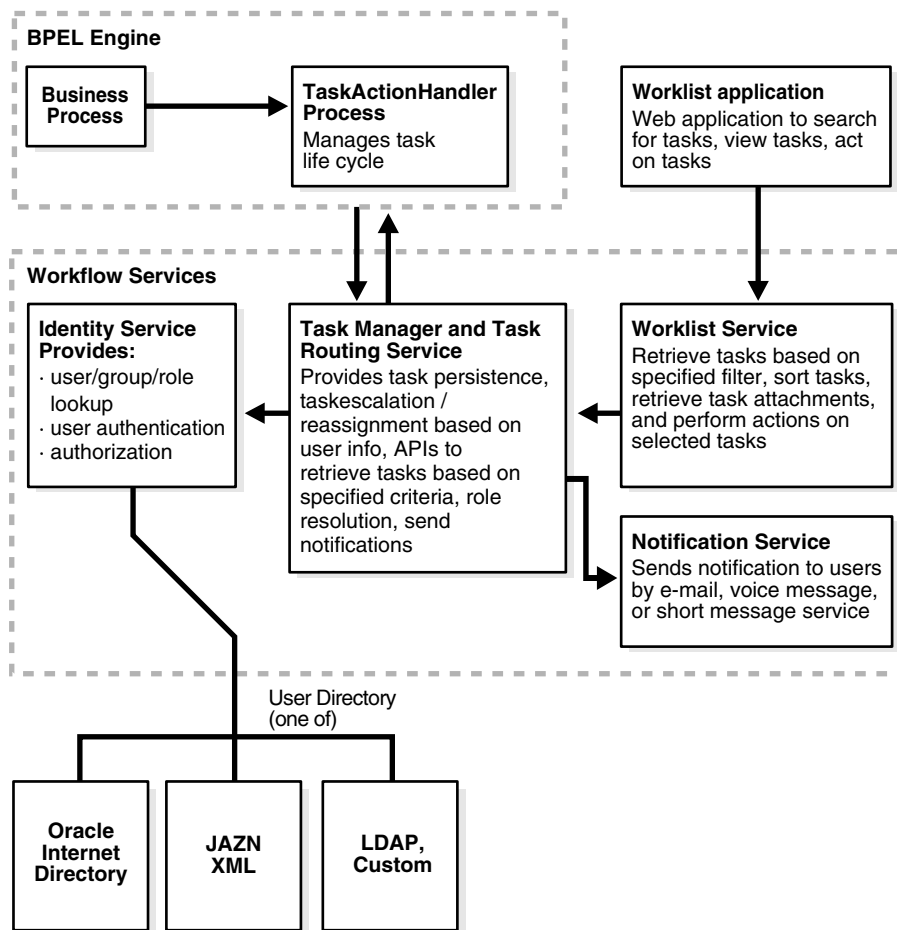 BPEL Engine
Business
Process
TaskActionHandler
Process
Manages task
life cycle
Worklist application
Web application to search
for tasks, view tasks, act
on tasks
Workflow Services
Identity Service
Provides:
· user/group/role
lookup
· user authentication
· authorization
Task Manager and Task
Routing Service
Provides task persistence,
taskescalation /
reassignment based on
user info, APIs to
retrieve tasks based on
specified criteria, role
resolution, send
notifications
Worklist Service
Retrieve tasks based on
specified filter, sort tasks,
retrieve task attachments,
and perform actions on
selected tasks
Notification Service
Sends notification to users
by e-mail, voice message,
or short message service
User Directory
(one of)
Oracle
Internet
Directory
JAZN
XML
LDAP,
Custom